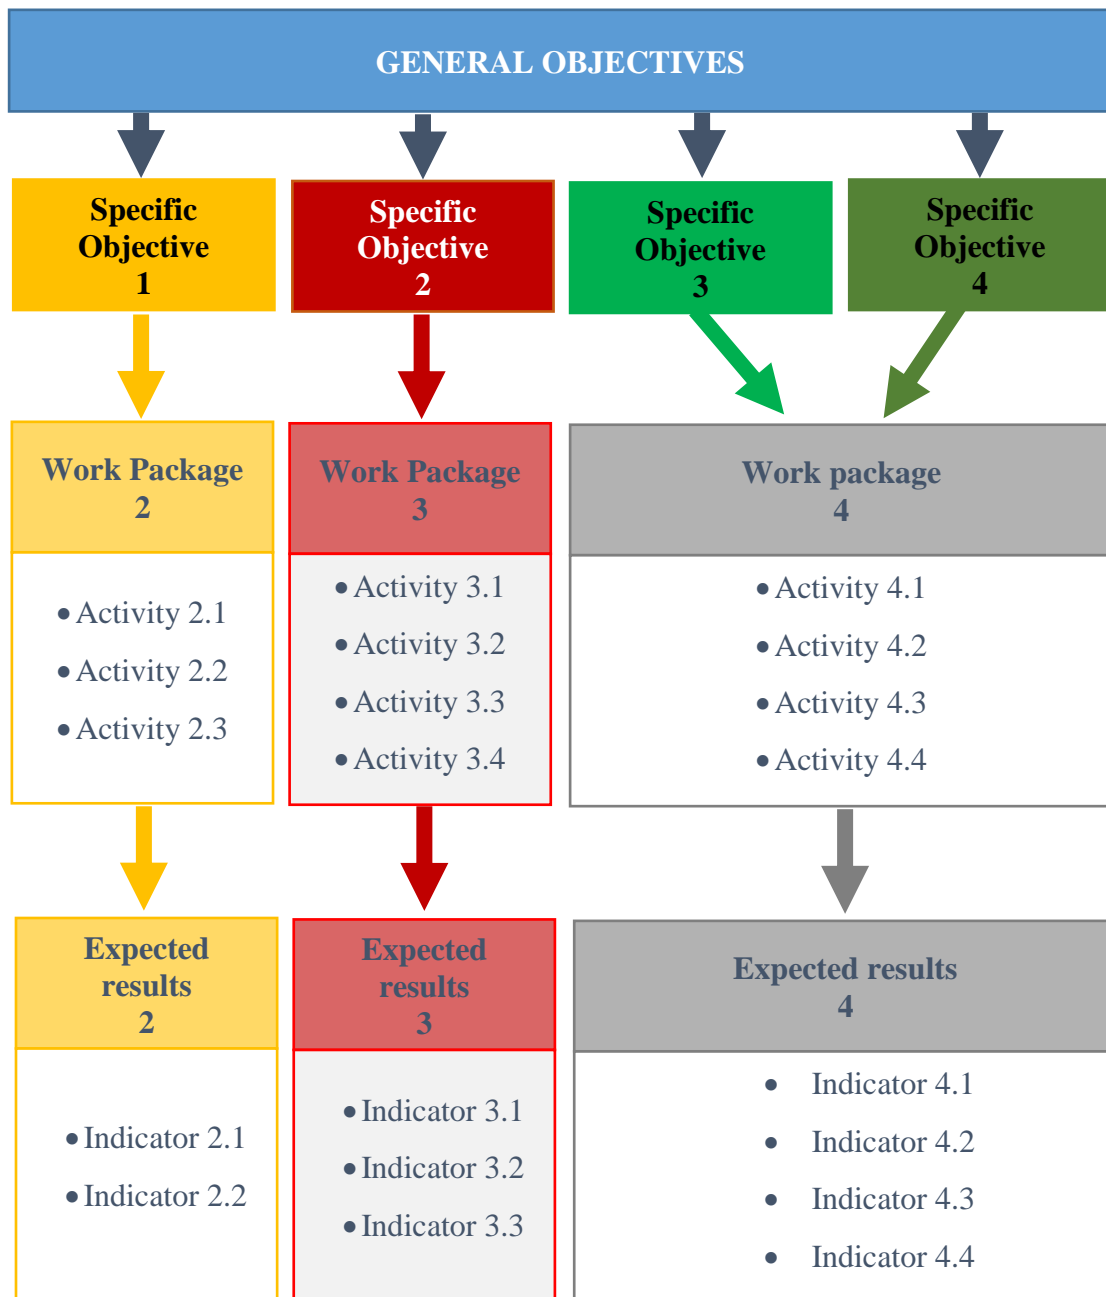 GENERAL OBJECTIVES
Specific
Objective
1
Specific
Objective
2
Specific
Objective
3
Specific
Objective
4
Work Package
2
• Activity 2.1
• Activity 2.2
• Activity 2.3
Work Package
3
• Activity 3.1
• Activity 3.2
• Activity 3.3
• Activity 3.4
Work package
4
• Activity 4.1
• Activity 4.2
• Activity 4.3
• Activity 4.4
Expected
results
2
• Indicator 2.1
• Indicator 2.2
Expected
results
3
• Indicator 3.1
• Indicator 3.2
• Indicator 3.3
Expected results
4
• Indicator 4.1
• Indicator 4.2
• Indicator 4.3
• Indicator 4.4